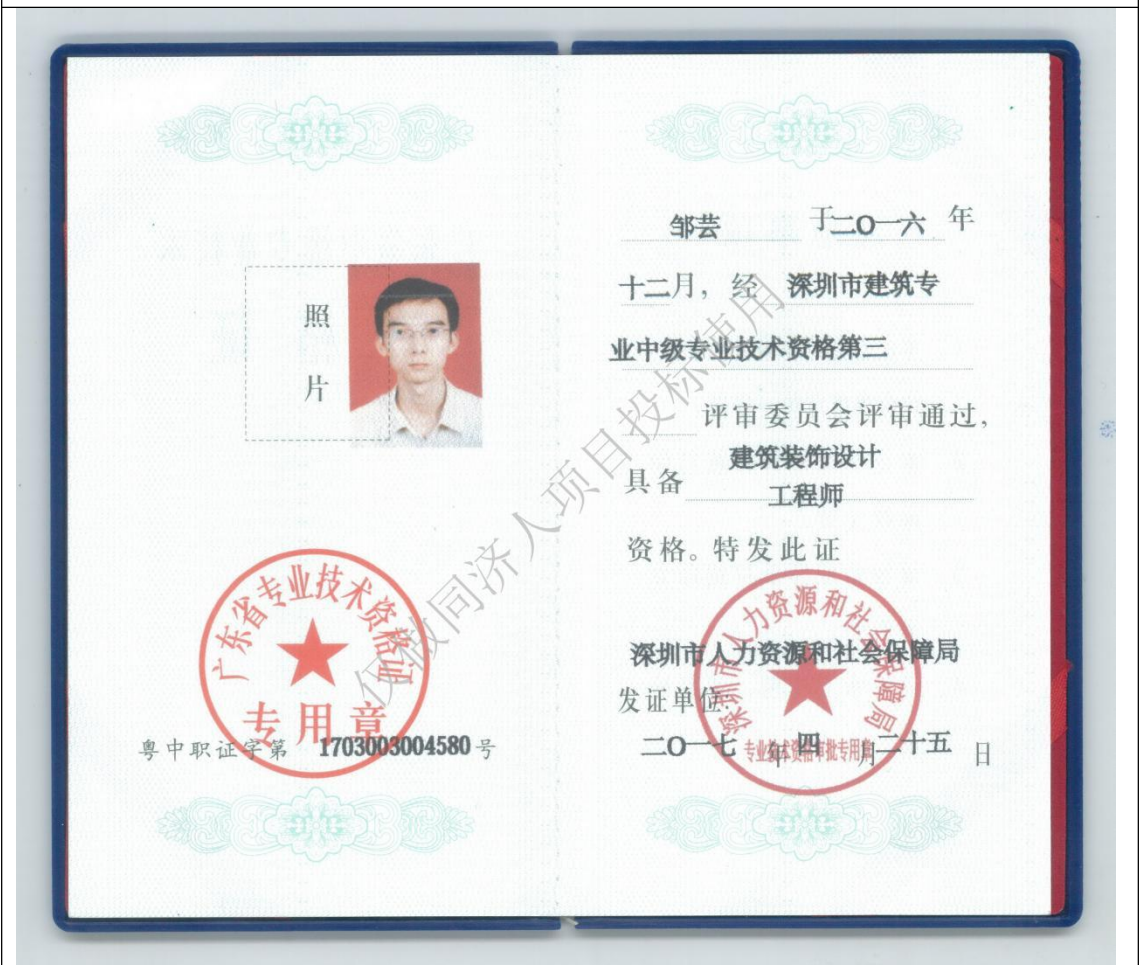 照
片
广东省专业技术资格证
专用章
粤中职证字第 1703003004580 号
邹芸 于二O一六 年
十二月，经 深圳市建筑专
业中级专业技术资格第三
评审委员会评审通过，
具备 建筑装饰设计
工程师
资格。特发此证
深圳市人力资源和社会保障局
深圳市人力资源和社会保障局
发证单位:
二O一七 年 四 月二十五 日
专业技术资格审批专用章
仅做同济人项目投标使用